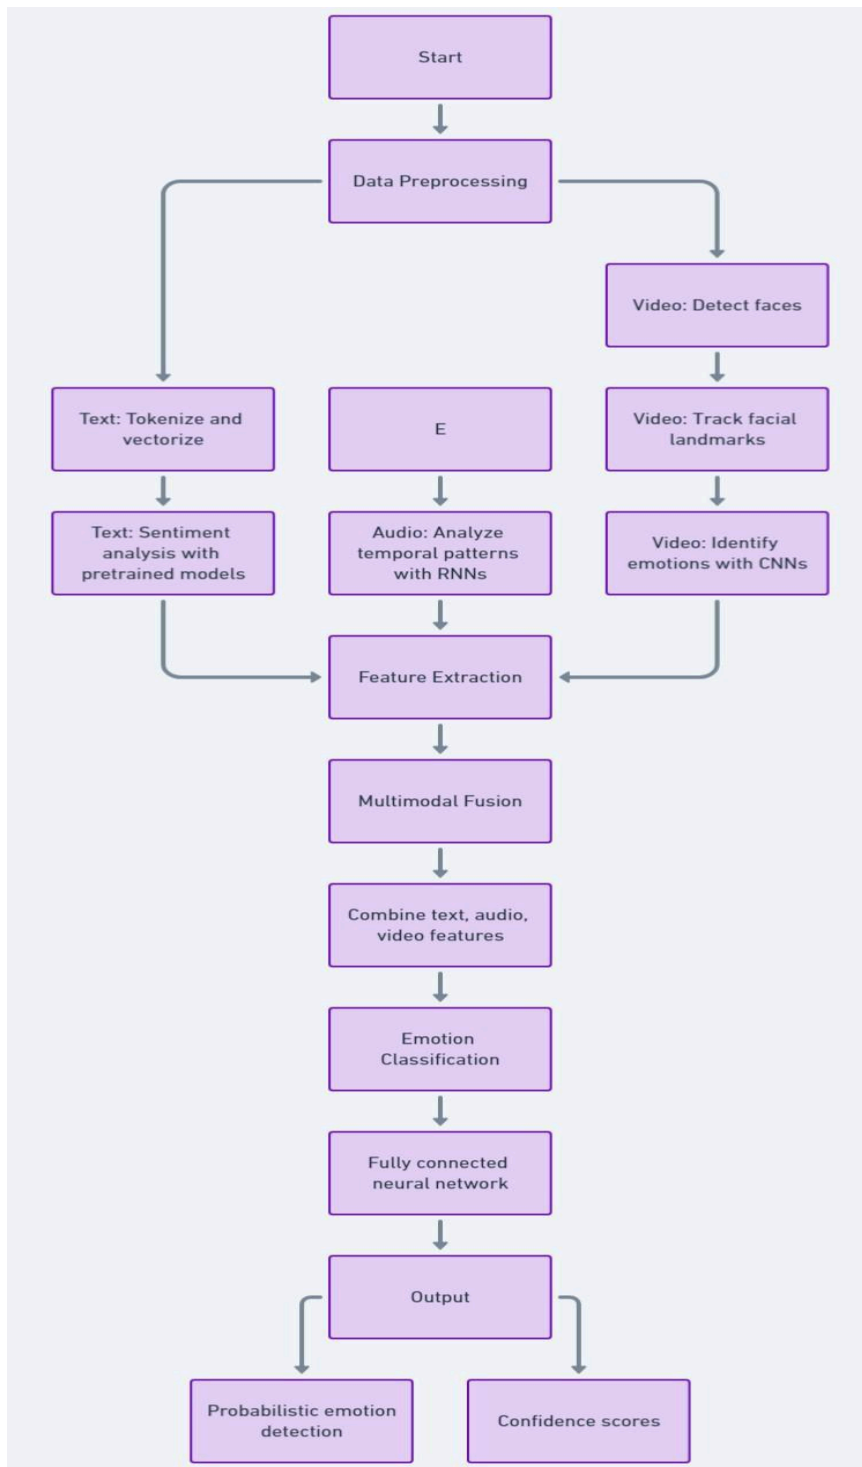 Start
Data Preprocessing
Video: Detect faces
Text: Tokenize and
vectorize
E
Video: Track facial
landmarks
Text: Sentiment
analysis with
pretrained models
Audio: Analyze
temporal patterns
with RNNs
Video: Identify
emotions with CNNs
Feature Extraction
Multimodal Fusion
Combine text, audio,
video features
Emotion
Classification
Fully connected
neural network
Output
Probabilistic emotion
detection
Confidence scores